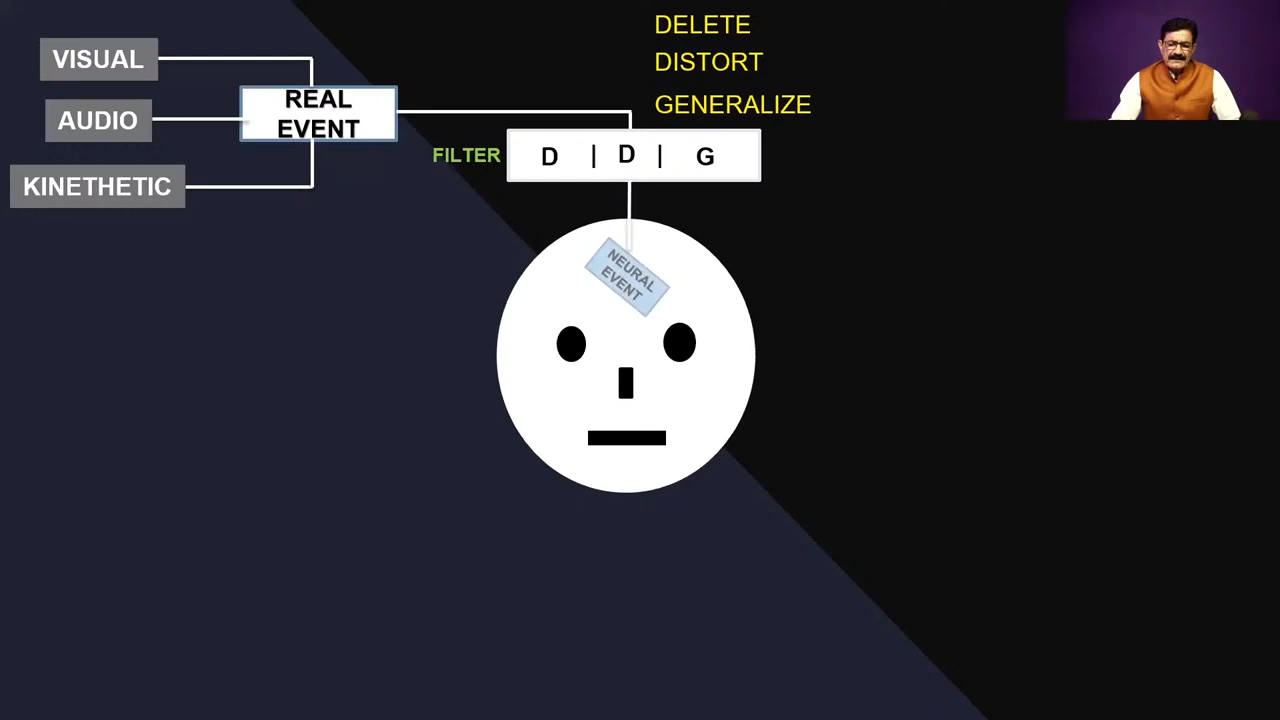 VISUAL
AUDIO
KINETHETIC
REAL
EVENT
DELETE
DISTORT
GENERALIZE
FILTER
D | D | G
NEURAL
EVENT